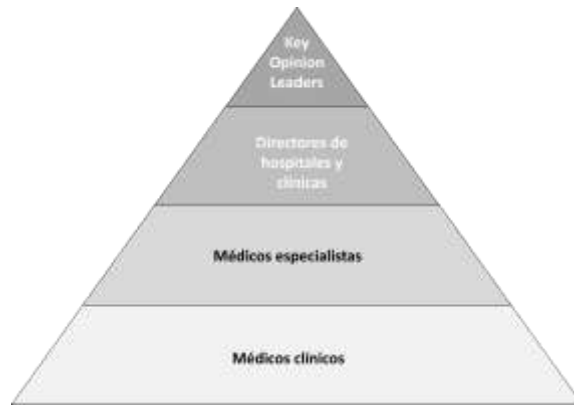 Key
Opinion
Leaders
Directores de
hospitales y
clínicas
Médicos especialistas
Médicos clínicos